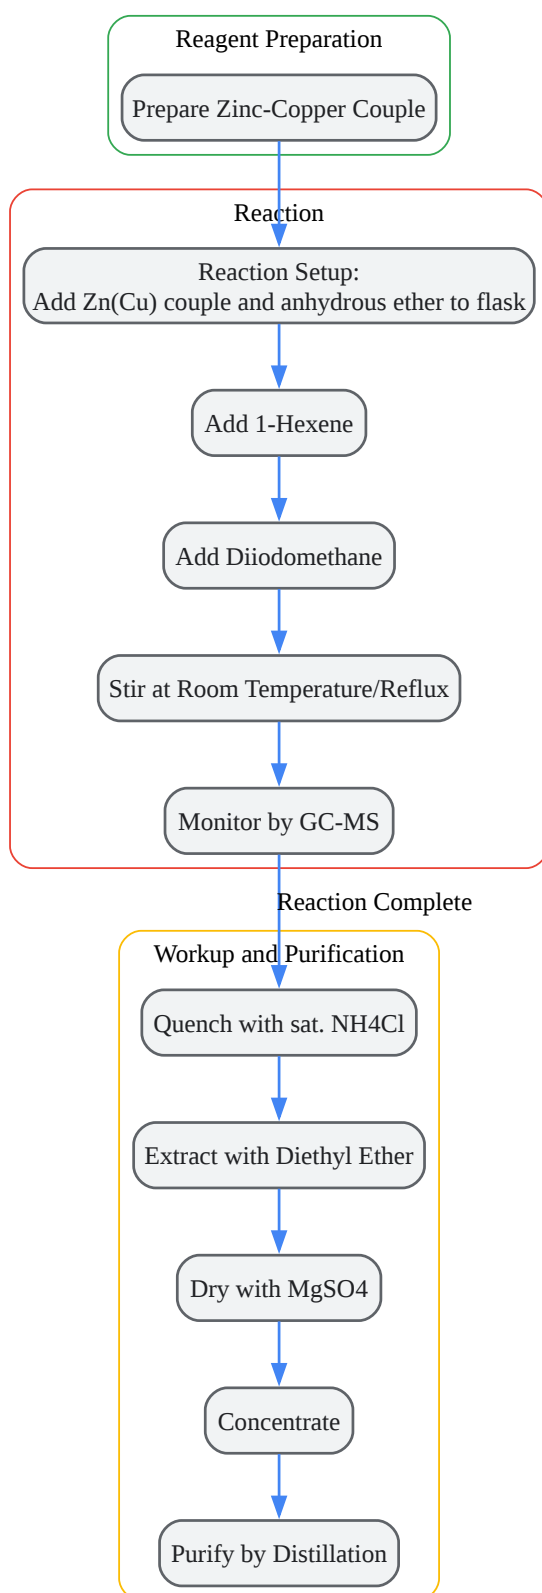 Reagent Preparation
Prepare Zinc-Copper Couple
Reaction
Reaction Setup:
Add Zn(Cu) couple and anhydrous ether to flask
Add 1-Hexene
Add Diiodomethane
Stir at Room Temperature/Reflux
Monitor by GC-MS
Reaction Complete
Workup and Purification
Quench with sat. NH4Cl
Extract with Diethyl Ether
Dry with MgSO4
Concentrate
Purify by Distillation